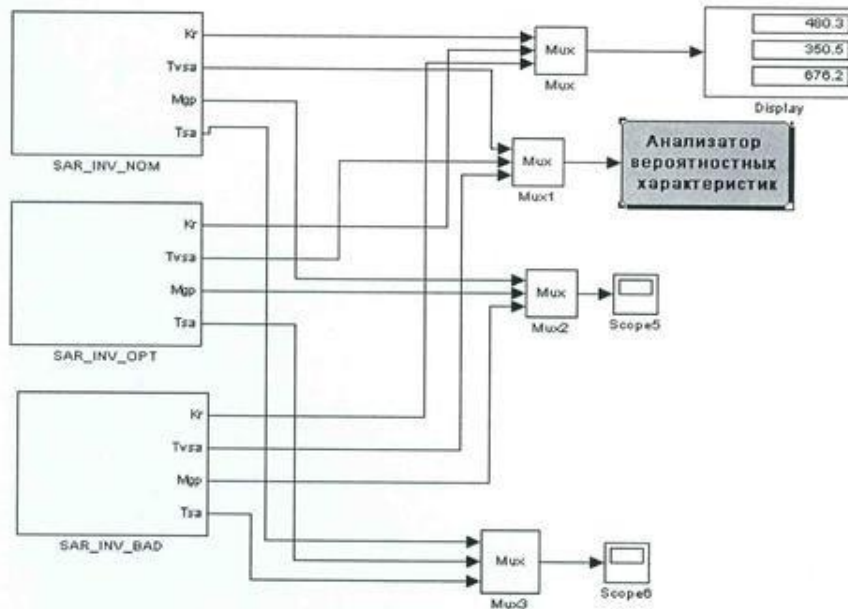 Kr
Tvsa
Mgp
Tsa
SAR_INV_NOM
Kr
Tvsa
Mgp
Tsa
SAR_INV_OPT
Kr
Tvsa
Mgp
Tsa
SAR_INV_BAD
Mux
Mux
480.3
350.5
676.2
Display
Mux
Mux1
Анализатор
вероятностных
характеристик
Mux
Mux2
Scope5
Mux
Mux3
Scope6